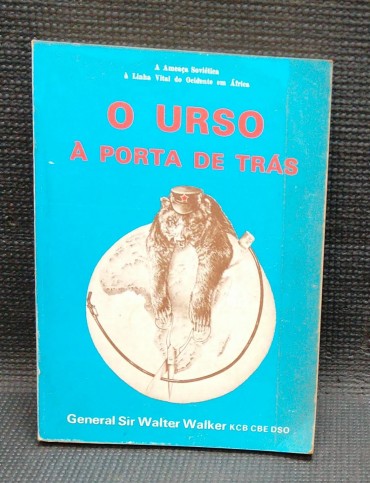 A Ameaça Soviética
À Linha Vital do Ocidente em África
O URSO
À PORTA DE TRÁS
General Sir Walter Walker KCB CBE DSO